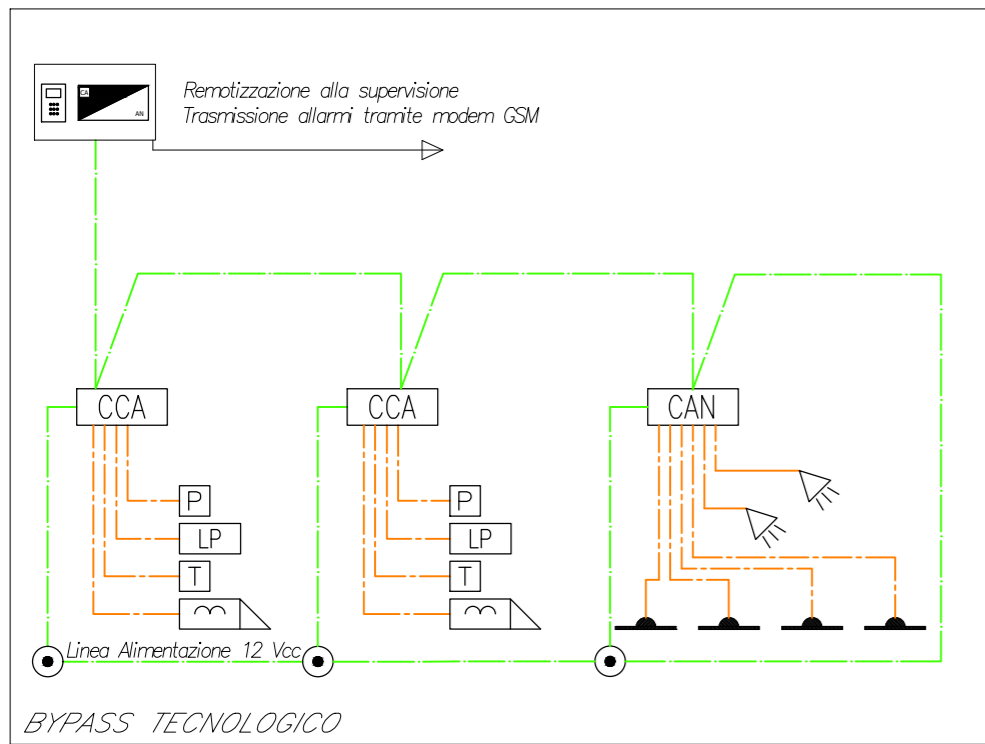 CA
AN
Remotizzazione alla supervisione
Trasmissione allarmi tramite modem GSM
CCA
CCA
CAN
P
P
LP
LP
T
T
Linea Alimentazione 12 Vcc
BYPASS TECNOLOGICO